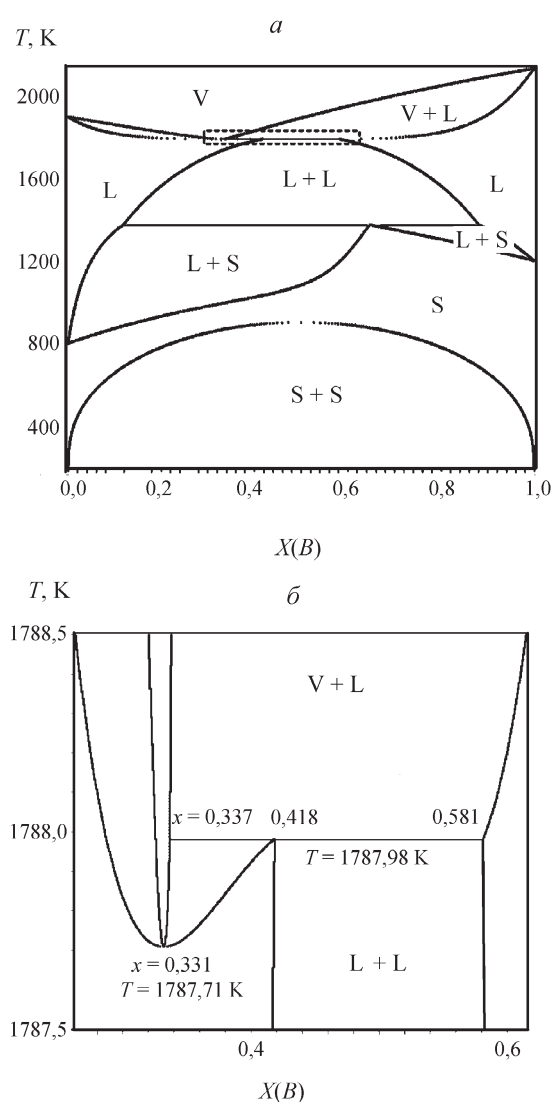 а
T, K
2000
1600
1200
800
400
V
V + L
L
L + L
L
L + S
L + S
S
S + S
0,0 0,2 0,4 0,6 0,8 1,0
X(B)
б
T, K
1788,5
V + L
1788,0
x = 0,337 0,418 0,581
T = 1787,98 K
x = 0,331
T = 1787,71 K
L + L
1787,5
0,4 0,6
X(B)